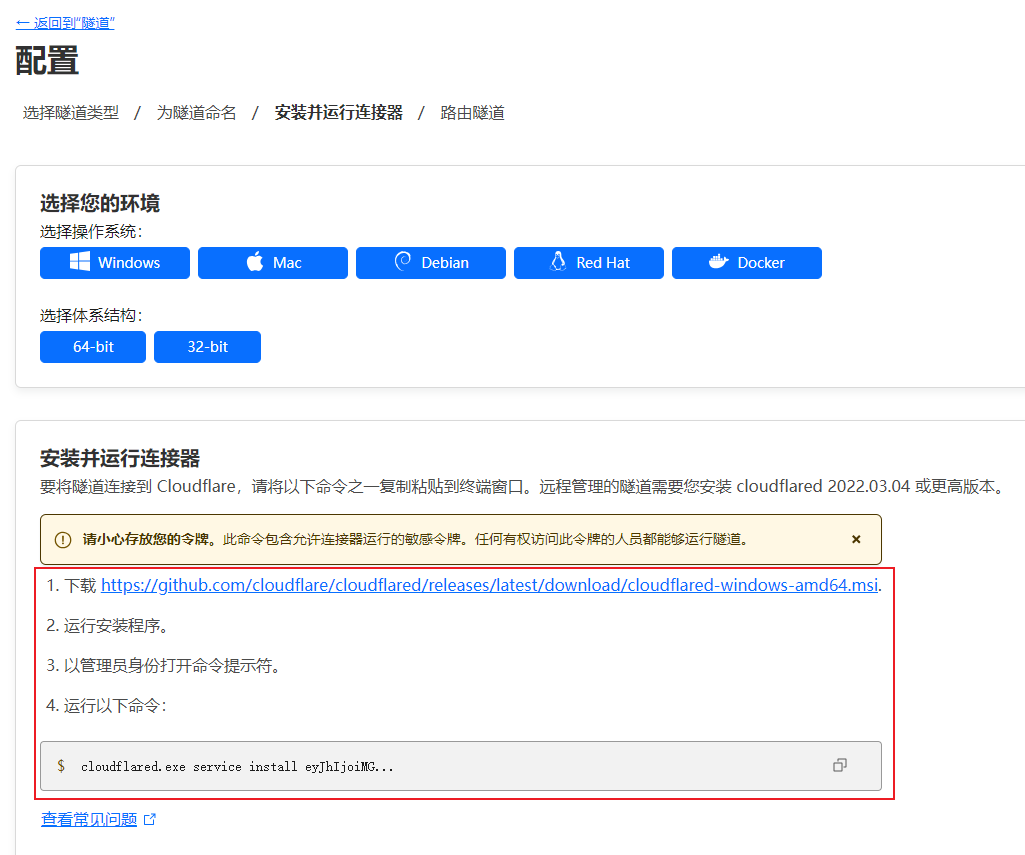 ← 返回到“隧道”
配置
选择隧道类型 / 为隧道命名 / 安装并运行连接器 / 路由隧道
选择您的环境
选择操作系统：
Windows Mac Debian Red Hat Docker
选择体系结构：
64-bit 32-bit
安装并运行连接器
要将隧道连接到 Cloudflare，请将以下命令之一复制粘贴到终端窗口。远程管理的隧道需要您安装 cloudflared 2022.03.04 或更高版本。
请小心存放您的令牌。此命令包含允许连接器运行的敏感令牌。任何有权访问此令牌的人员都能够运行隧道。 ×
1. 下载 https://github.com/cloudflare/cloudflared/releases/latest/download/cloudflared-windows-amd64.msi.
2. 运行安装程序。
3. 以管理员身份打开命令提示符。
4. 运行以下命令：
$ cloudflared.exe service install eyJhIjoiMG...
查看常见问题